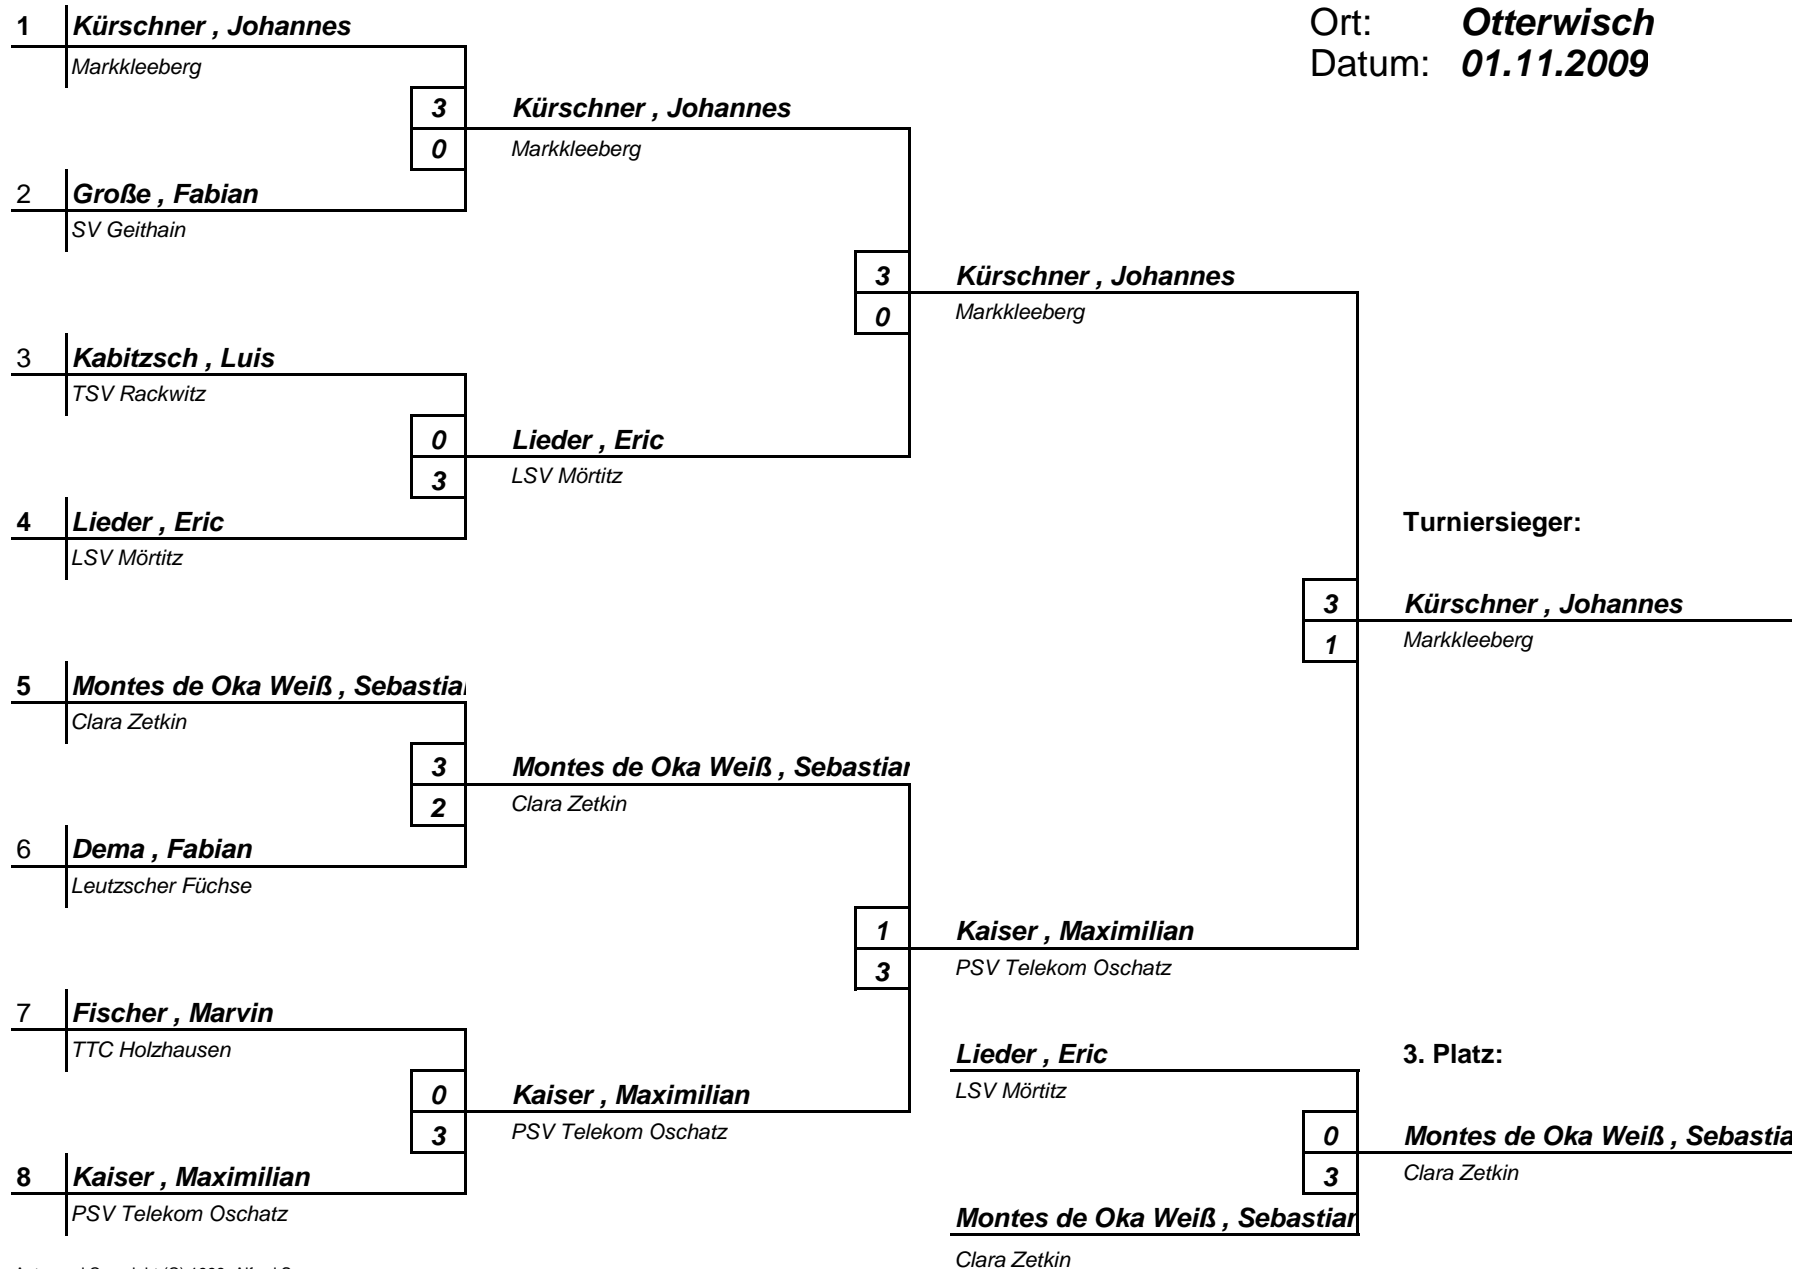 Ort: Otterwisch
Datum: 01.11.2009
1 Kürschner , Johannes
Markkleeberg
3 Kürschner , Johannes
0 Markkleeberg
2 Große , Fabian
SV Geithain
3 Kürschner , Johannes
0 Markkleeberg
3 Kabitzsch , Luis
TSV Rackwitz
0 Lieder , Eric
3 LSV Mörtitz
4 Lieder , Eric
LSV Mörtitz
Turniersieger:
3 Kürschner , Johannes
1 Markkleeberg
5 Montes de Oka Weiß , Sebastia
Clara Zetkin
3 Montes de Oka Weiß , Sebastian
2 Clara Zetkin
6 Dema , Fabian
Leutzscher Füchse
1 Kaiser , Maximilian
3 PSV Telekom Oschatz
7 Fischer , Marvin
TTC Holzhausen
Lieder , Eric
LSV Mörtitz
3. Platz:
0 Kaiser , Maximilian
3 PSV Telekom Oschatz
0 Montes de Oka Weiß , Sebastia
3 Clara Zetkin
8 Kaiser , Maximilian
PSV Telekom Oschatz
Montes de Oka Weiß , Sebastian
Clara Zetkin